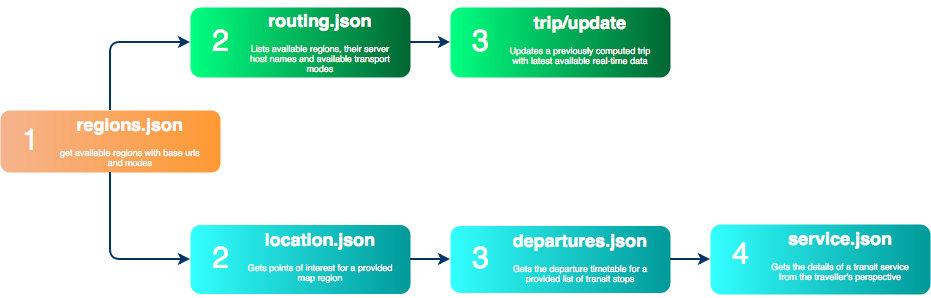 2
routing.json
Lists available regions, their server
host names and available transport
modes
3
trip/update
Updates a previously computed trip
with latest available real-time data
1
regions.json
get available regions with base urls
and modes
2
location.json
Gets points of interest for a provided
map region
3
departures.json
Gets the departure timetable for a
provided list of transit stops
4
service.json
Gets the details of a transit service
from the traveller's perspective